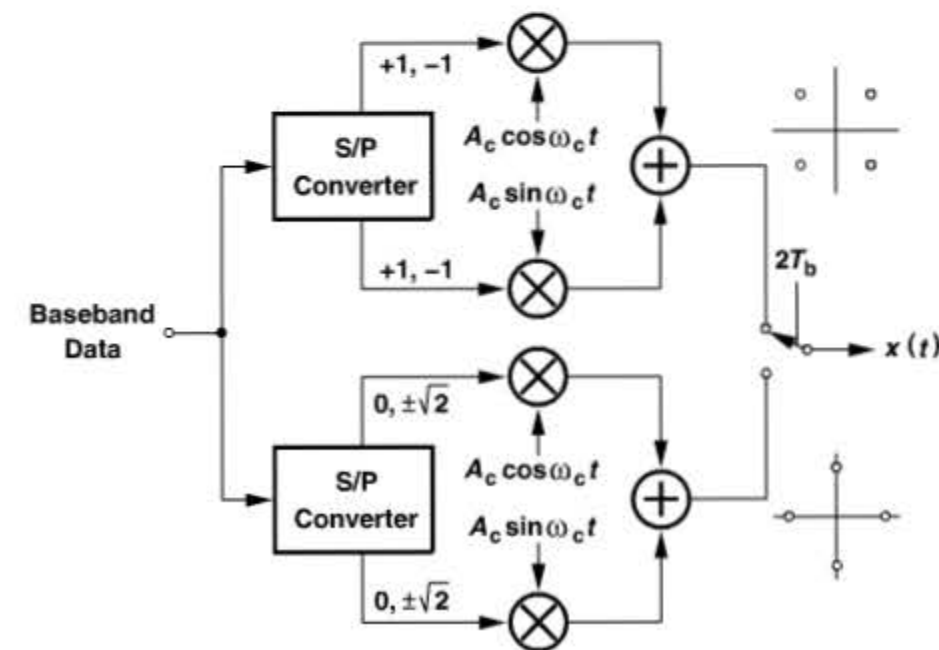 +1, −1
S/P
Converter
A_c cos ω_c t
A_c sin ω_c t
+1, −1
2T_b
Baseband
Data
x (t)
0, ±√2
S/P
Converter
A_c cos ω_c t
A_c sin ω_c t
0, ±√2